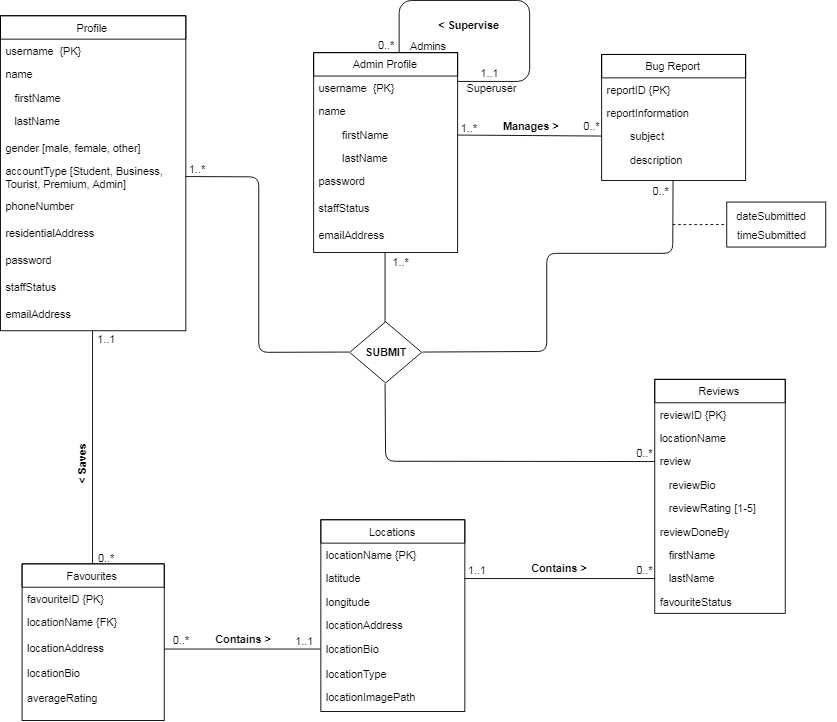 Profile
username {PK}
name
firstName
lastName
gender [male, female, other]
accountType [Student, Business,
Tourist, Premium, Admin]
phoneNumber
residentialAddress
password
staffStatus
emailAddress
1..*
1..1
< Supervise
0..*
Admins
1..1
Superuser
Admin Profile
username {PK}
name
firstName
lastName
password
staffStatus
emailAddress
1..*
Manages >
0..*
1..*
Bug Report
reportID {PK}
reportInformation
subject
description
0..*
dateSubmitted
timeSubmitted
SUBMIT
0..*
Reviews
reviewID {PK}
locationName
review
reviewBio
reviewRating [1-5]
reviewDoneBy
firstName
lastName
favouriteStatus
< Saves
0..*
Favourites
favouriteID {PK}
locationName {FK}
locationAddress
locationBio
averageRating
0..*
Contains >
1..1
Locations
locationName {PK}
latitude
longitude
locationAddress
locationBio
locationType
locationImagePath
1..1
Contains >
0..*